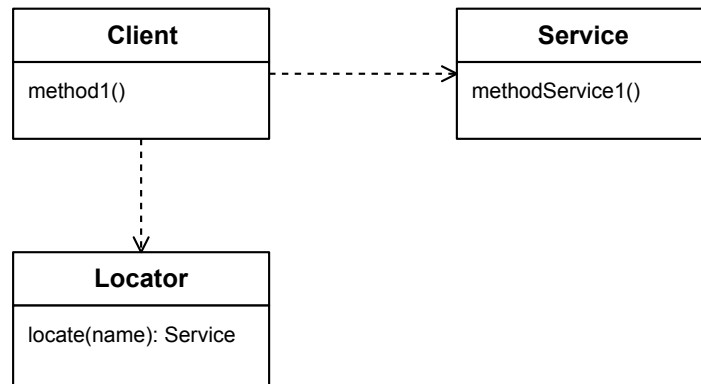 Client
Service
method1()
methodService1()
Locator
locate(name): Service